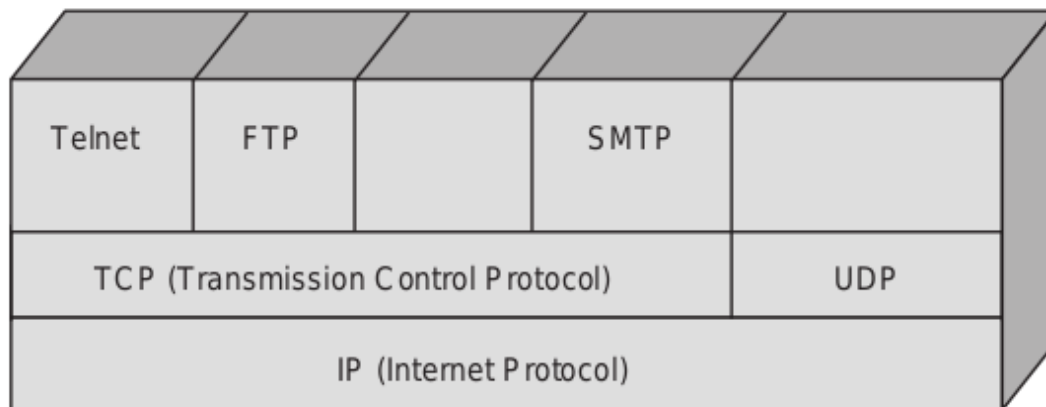 Telnet
FTP
SMTP
TCP (Transmission Control Protocol)
UDP
IP (Internet Protocol)